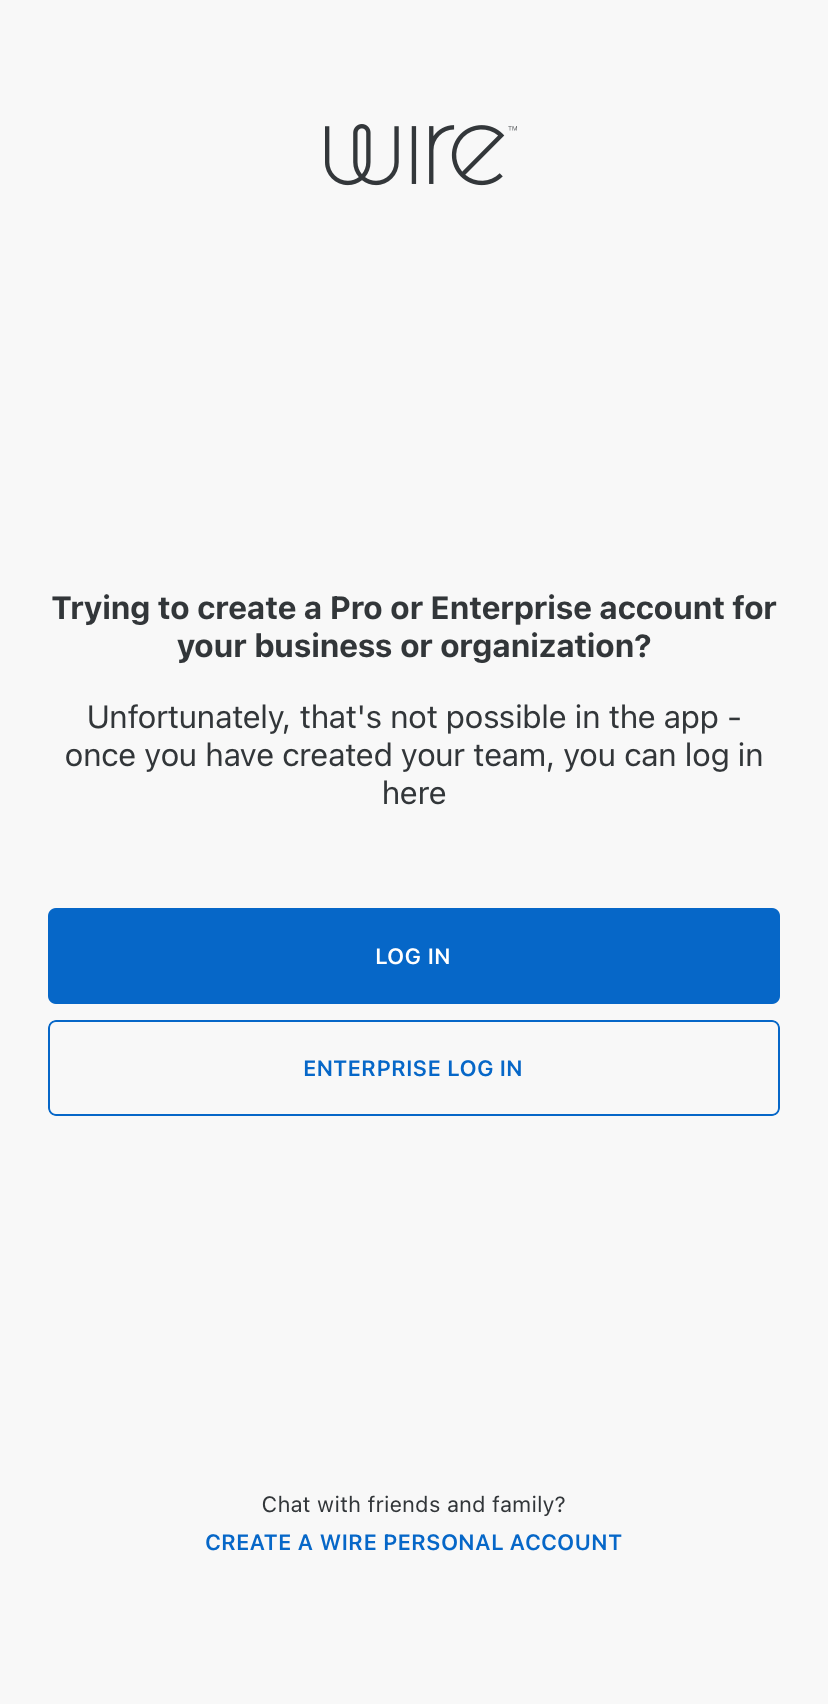 wire™
Trying to create a Pro or Enterprise account for
your business or organization?
Unfortunately, that's not possible in the app -
once you have created your team, you can log in
here
LOG IN
ENTERPRISE LOG IN
Chat with friends and family?
CREATE A WIRE PERSONAL ACCOUNT